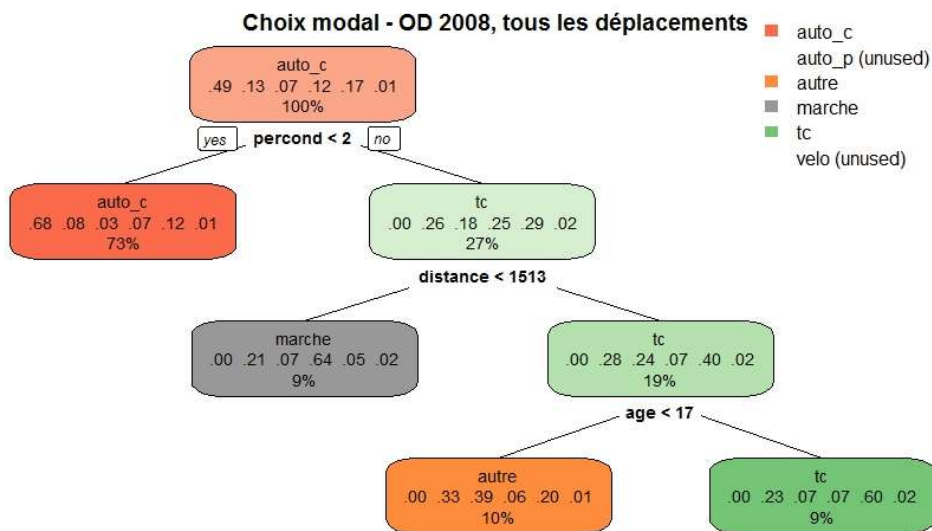 Choix modal - OD 2008, tous les déplacements
auto_c
auto_p (unused)
autre
marche
tc
velo (unused)
auto_c
.49 .13 .07 .12 .17 .01
100%
yes percond < 2 no
auto_c
.68 .08 .03 .07 .12 .01
73%
tc
.00 .26 .18 .25 .29 .02
27%
distance < 1513
marche
.00 .21 .07 .64 .05 .02
9%
tc
.00 .28 .24 .07 .40 .02
19%
age < 17
autre
.00 .33 .39 .06 .20 .01
10%
tc
.00 .23 .07 .07 .60 .02
9%